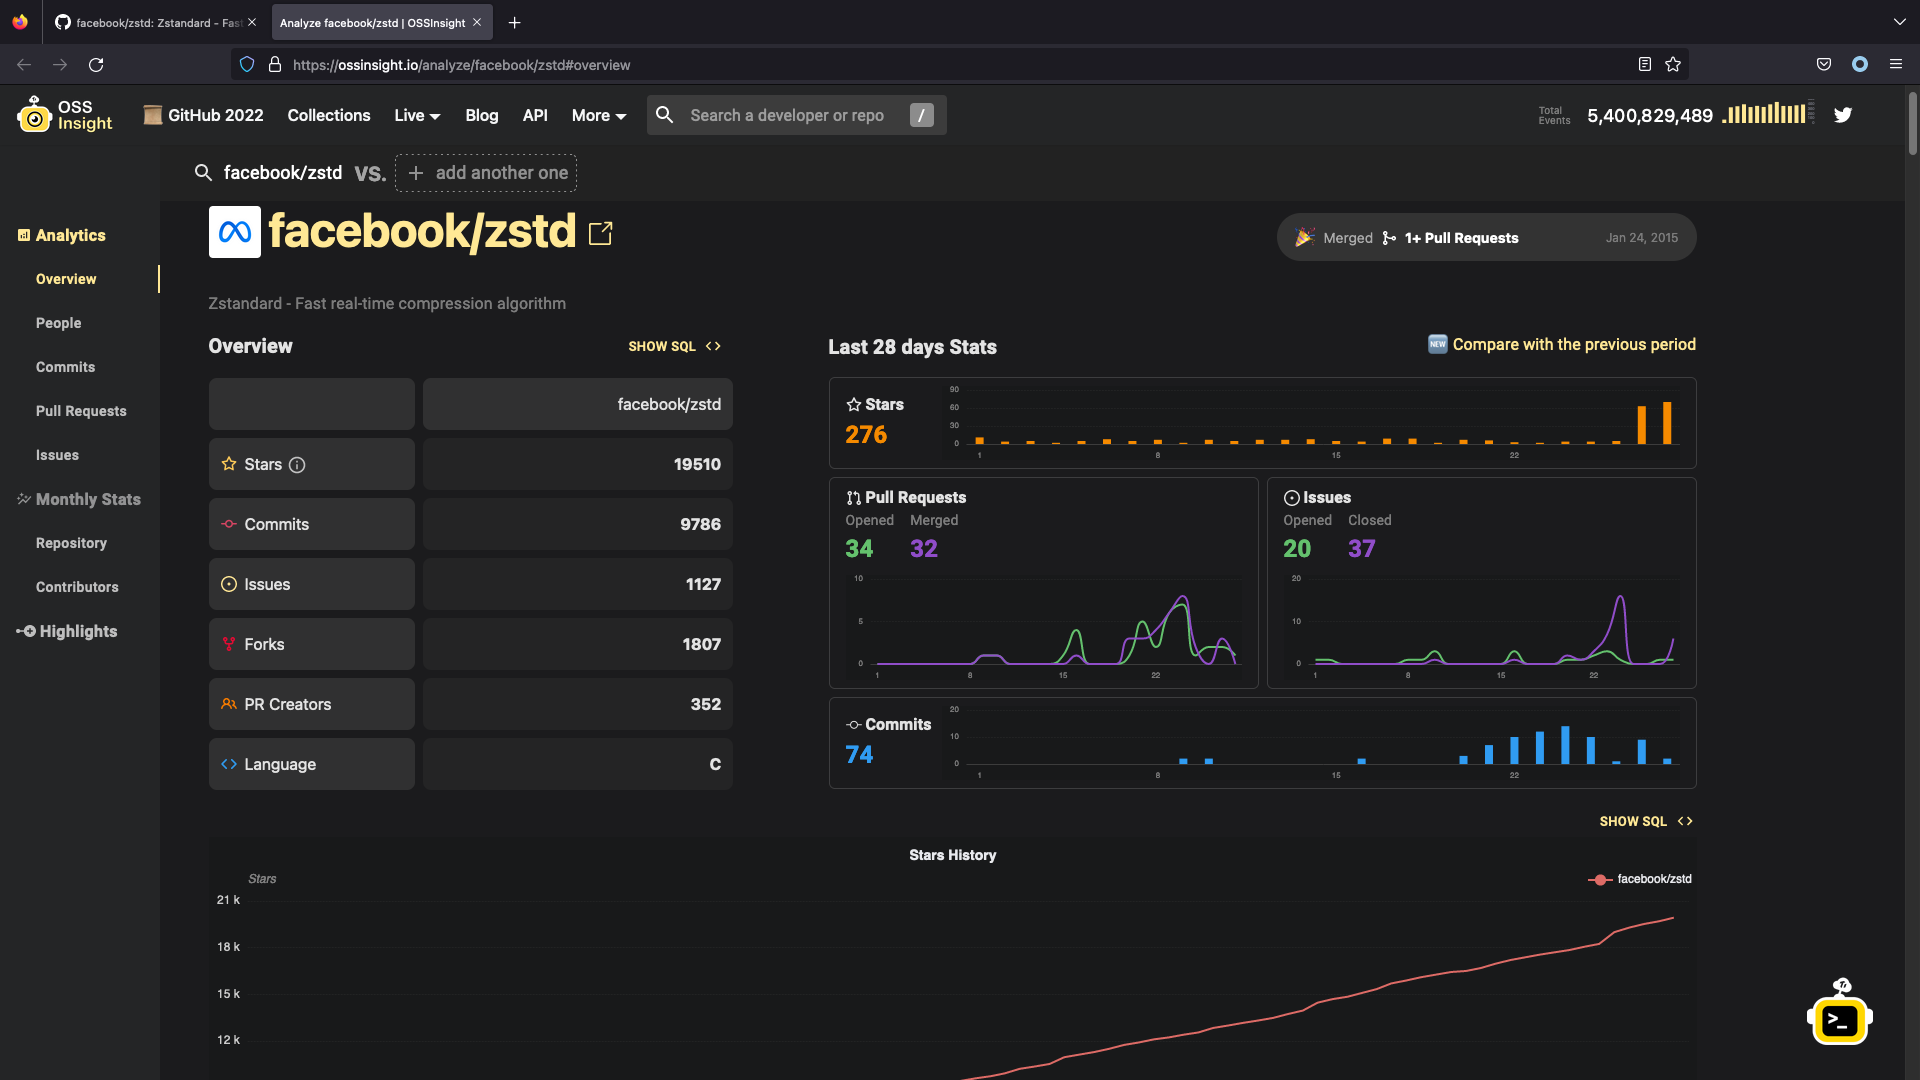 facebook/zstd: Zstandard - Fas
Analyze facebook/zstd | OSSInsight
https://ossinsight.io/analyze/facebook/zstd#overview
OSS Insight
GitHub 2022
Collections
Live
Blog
API
More
Search a developer or repo
/
Total Events
5,400,829,489
facebook/zstd
vs.
add another one
Analytics
Overview
People
Commits
Pull Requests
Issues
Monthly Stats
Repository
Contributors
Highlights
facebook/zstd
Merged 1+ Pull Requests Jan 24, 2015
Zstandard - Fast real-time compression algorithm
Overview
SHOW SQL
facebook/zstd
Stars 19510
Commits 9786
Issues 1127
Forks 1807
PR Creators 352
Language C
Last 28 days Stats
NEW Compare with the previous period
Stars
276
90
60
30
0
1 8 15 22
Pull Requests
Opened Merged
34 32
10
5
0
1 8 15 22
Issues
Opened Closed
20 37
20
10
0
1 8 15 22
Commits
74
20
10
0
1 8 15 22
SHOW SQL
Stars History
Stars
facebook/zstd
21 k
18 k
15 k
12 k
>_